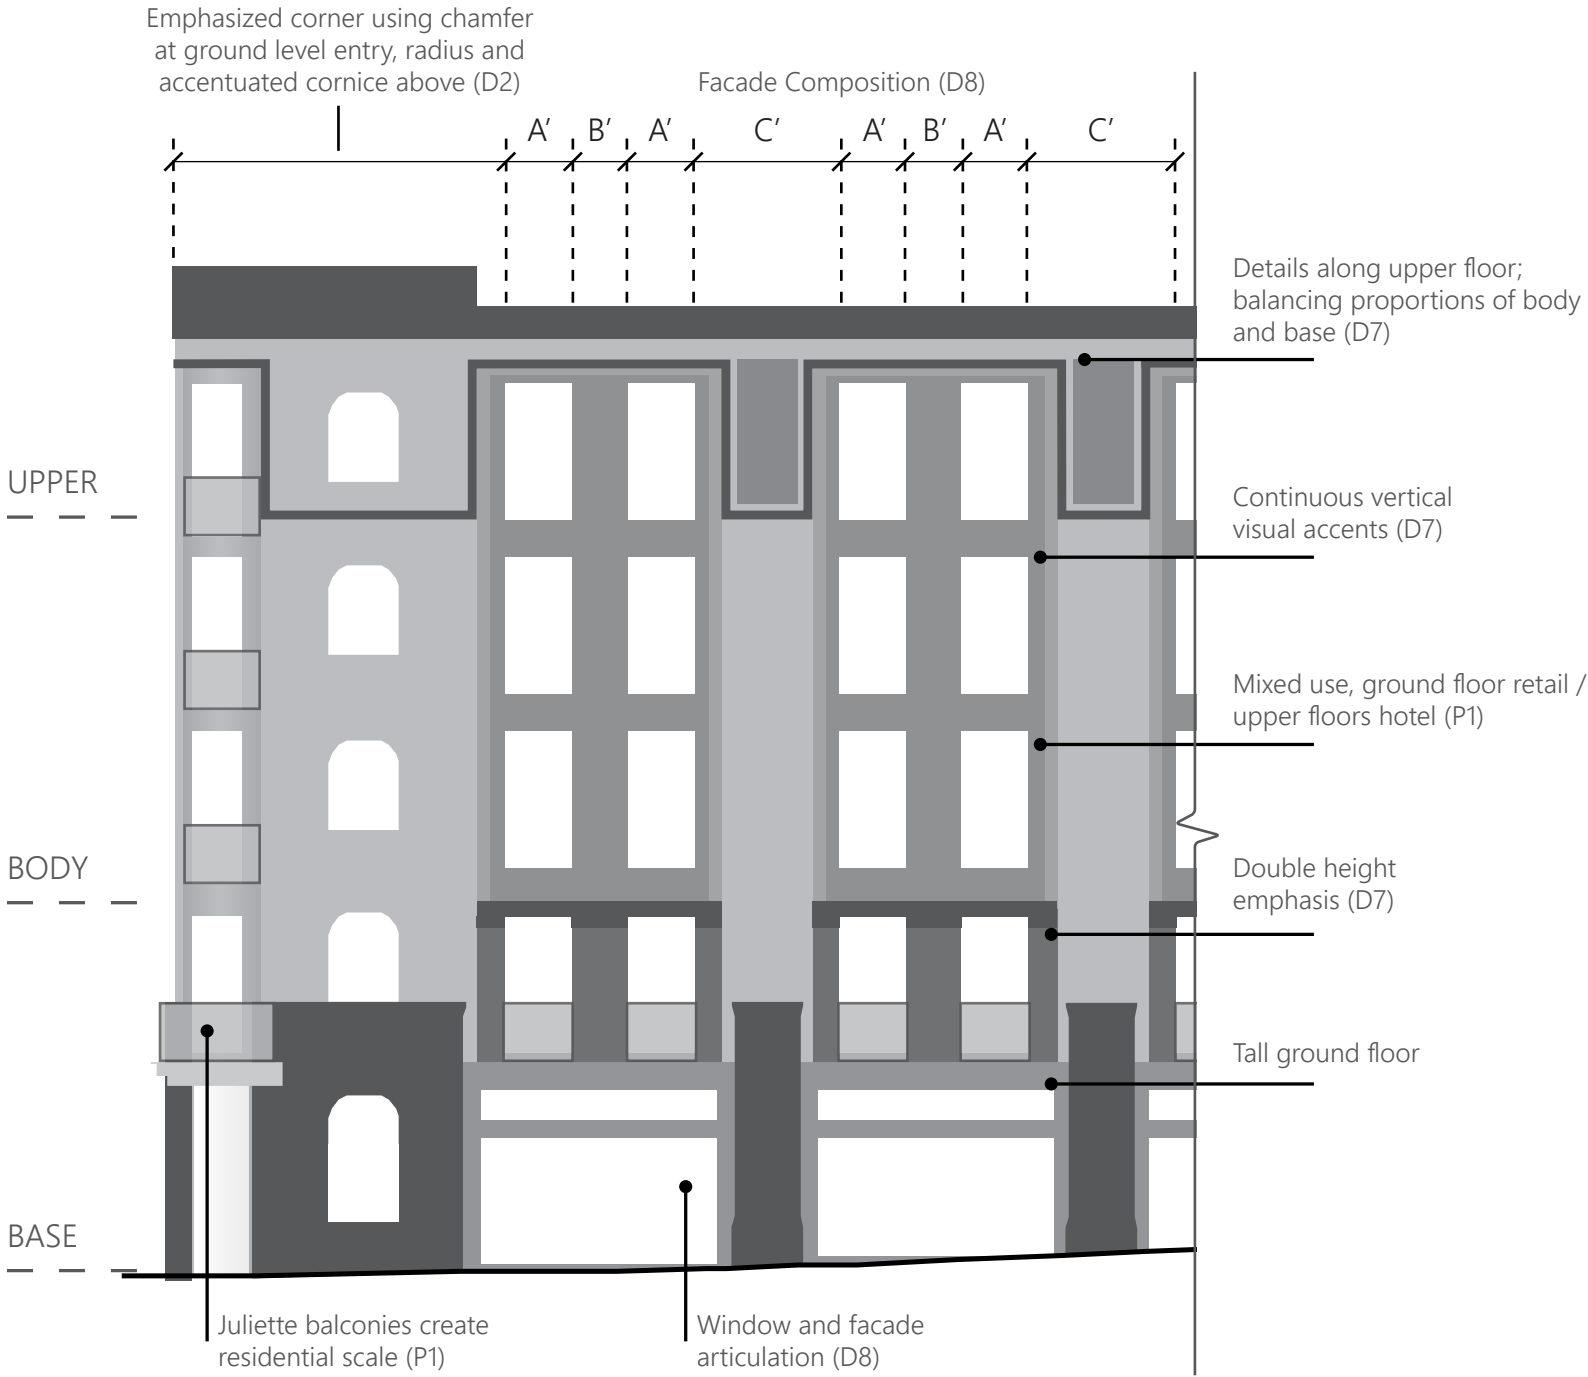 Emphasized corner using chamfer
at ground level entry, radius and
accentuated cornice above (D2)
Facade Composition (D8)
A’ B’ A’ C’ A’ B’ A’ C’
Details along upper floor;
balancing proportions of body
and base (D7)
UPPER
Continuous vertical
visual accents (D7)
Mixed use, ground floor retail /
upper floors hotel (P1)
BODY
Double height
emphasis (D7)
Tall ground floor
BASE
Juliette balconies create
residential scale (P1)
Window and facade
articulation (D8)